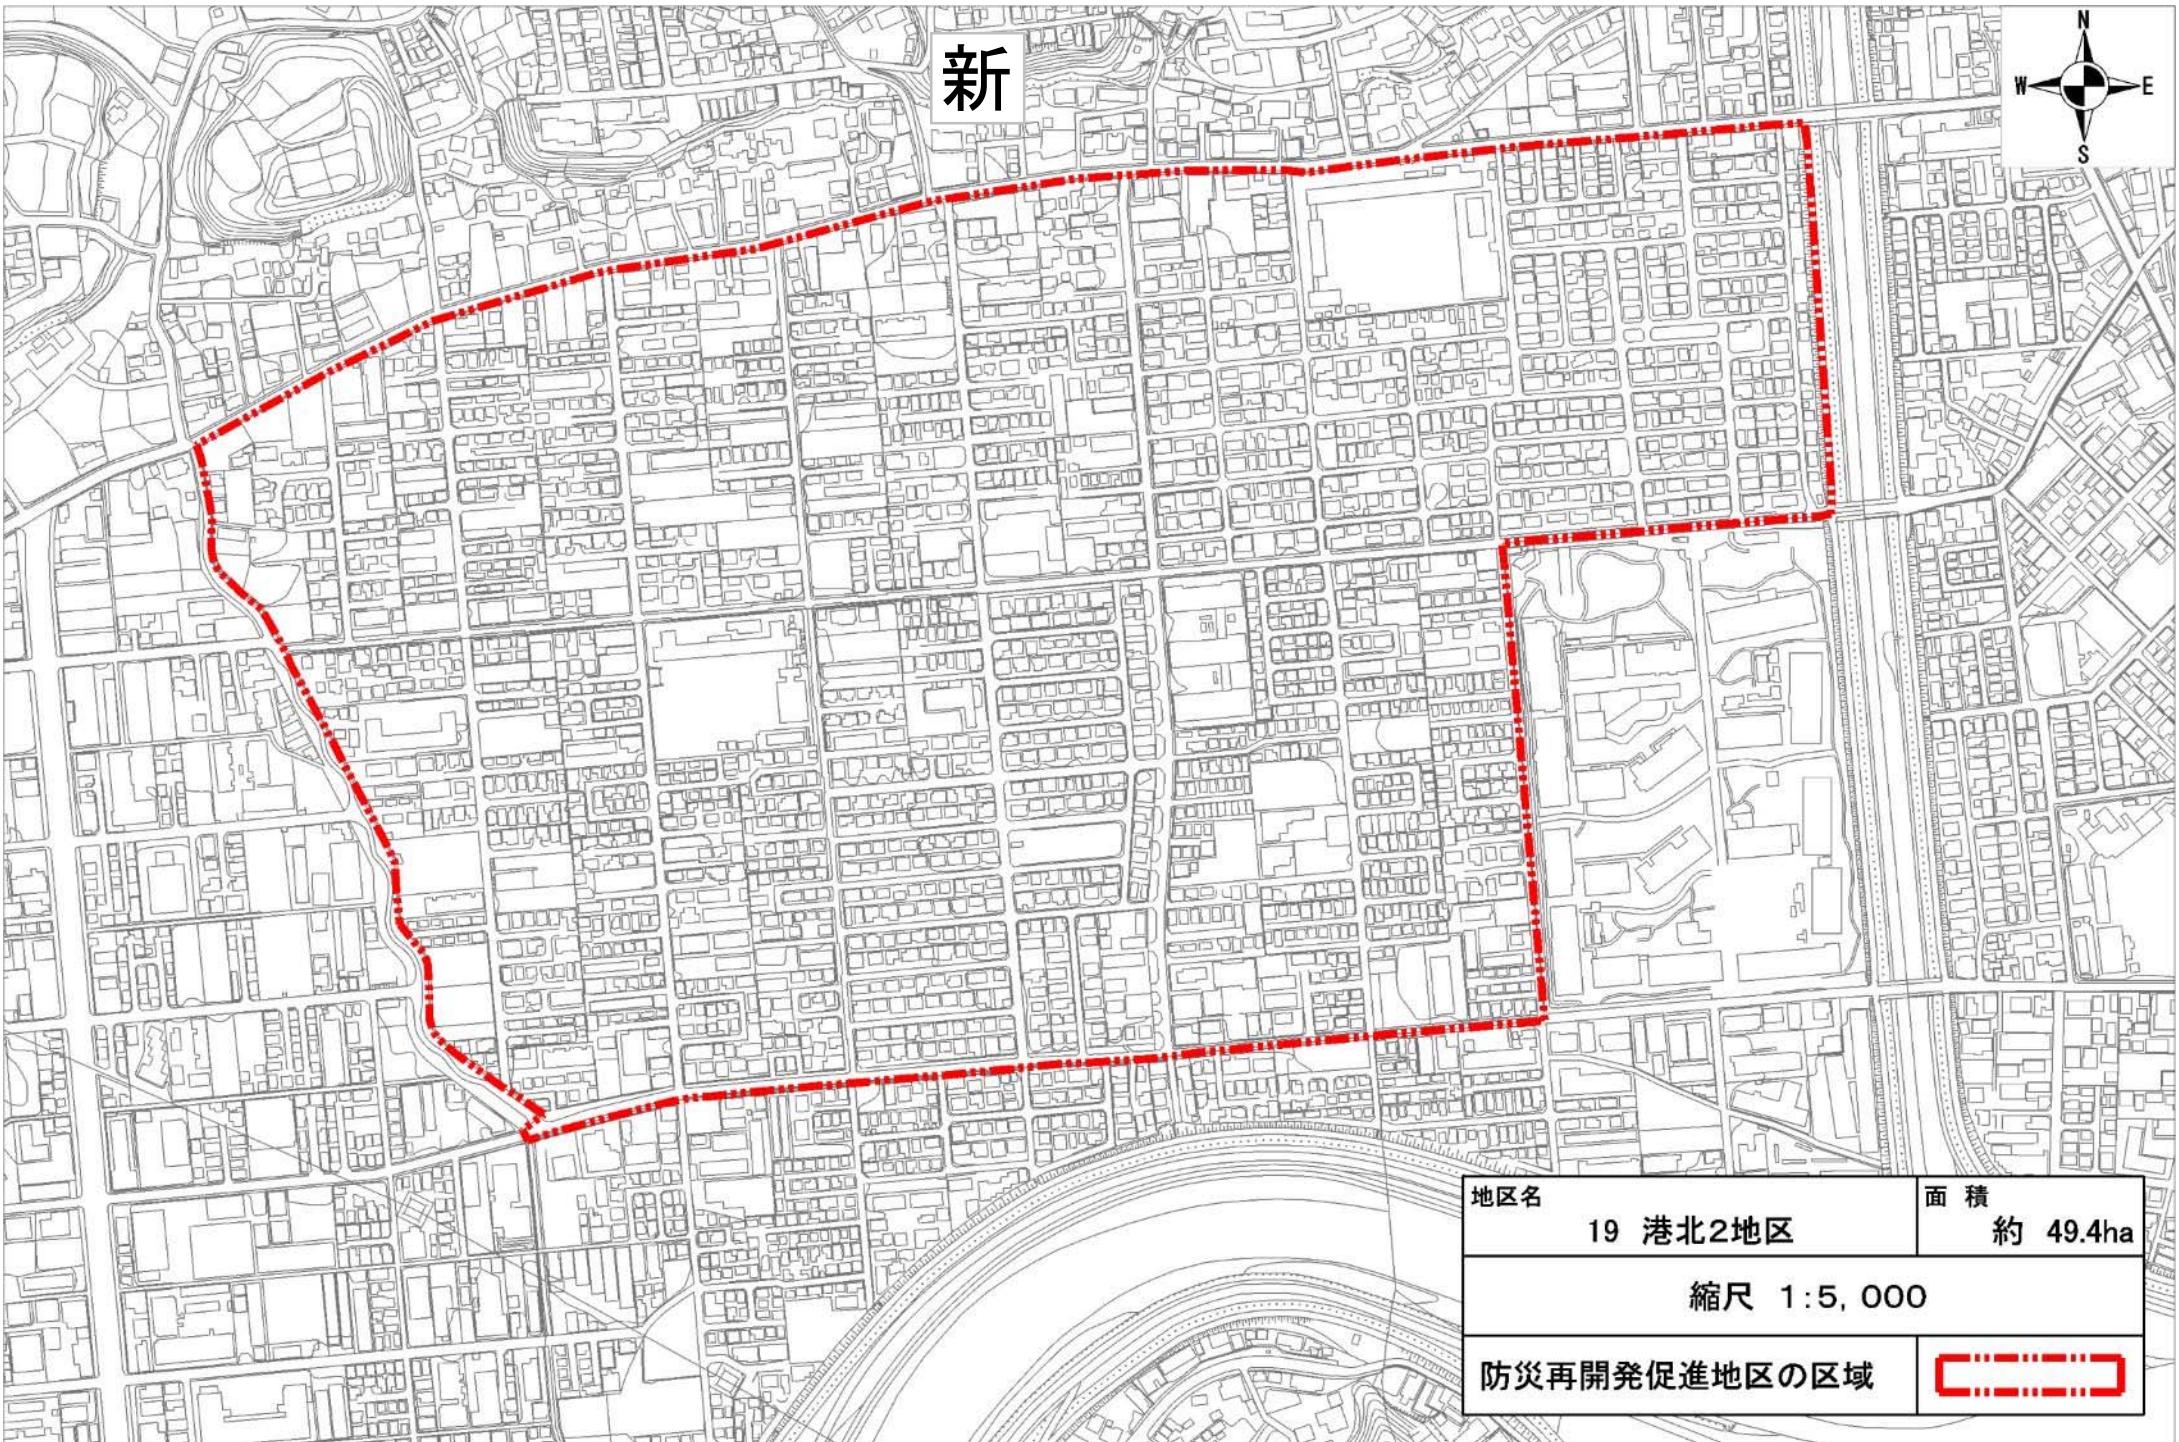 新
N
W E
S
地区名
19 港北2地区
面 積
約 49.4ha
縮尺 1:5,000
防災再開発促進地区の区域